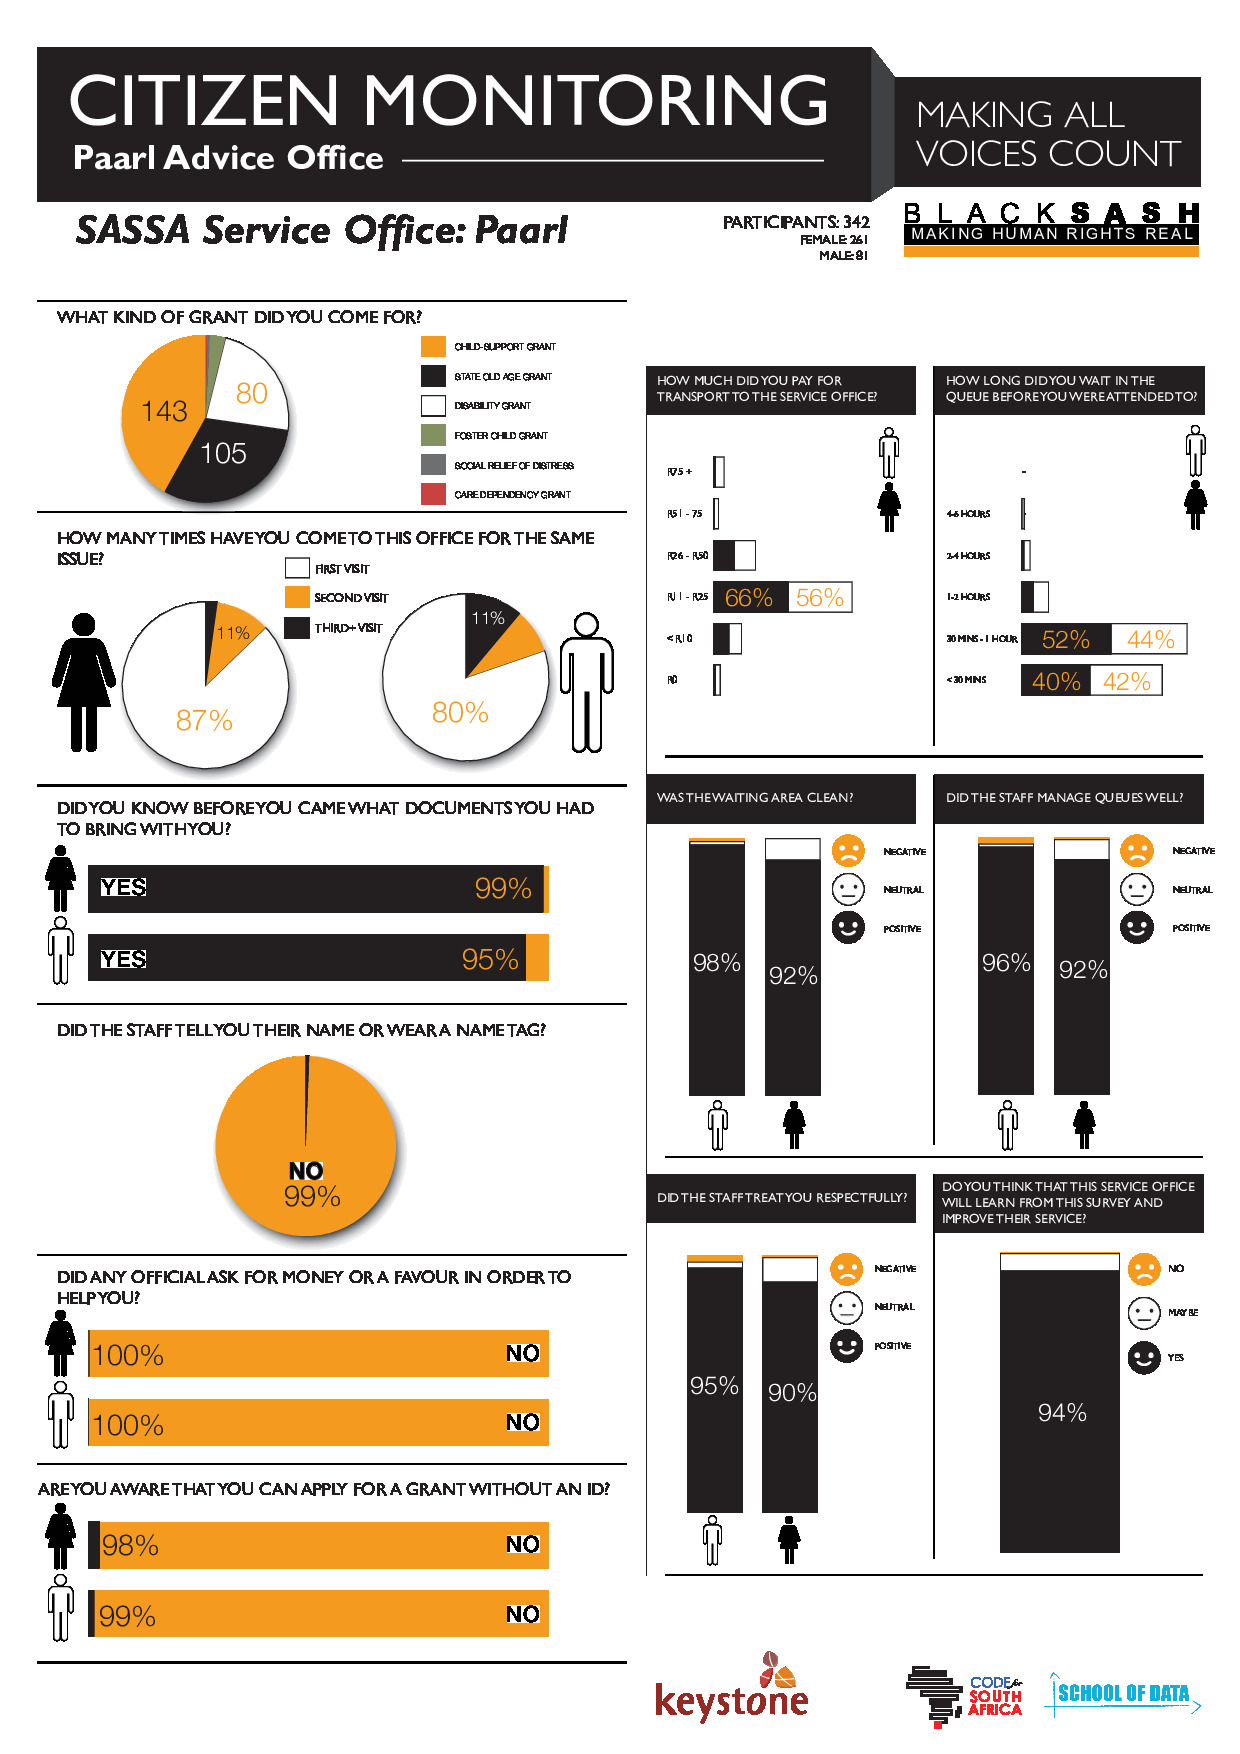 CITIZEN MONITORING
Paarl Advice Office
MAKING ALL
VOICES COUNT
SASSA Service Office: Paarl
PARTICIPANTS: 342
FEMALE: 261
MALE: 81
BLACKSASH
MAKING HUMAN RIGHTS REAL
WHAT KIND OF GRANT DID YOU COME FOR?
143
80
105
CHILD-SUPPORT GRANT
STATE OLD AGE GRANT
DISABILITY GRANT
FOSTER CHILD GRANT
SOCIAL RELIEF OF DISTRESS
CARE DEPENDENCY GRANT
HOW MANY TIMES HAVE YOU COME TO THIS OFFICE FOR THE SAME
ISSUE?
FIRST VISIT
SECOND VISIT
THIRD+ VISIT
11%
87%
11%
80%
DID YOU KNOW BEFORE YOU CAME WHAT DOCUMENTS YOU HAD
TO BRING WITH YOU?
YES 99%
YES 95%
DID THE STAFF TELL YOU THEIR NAME OR WEAR A NAME TAG?
NO
99%
DID ANY OFFICIAL ASK FOR MONEY OR A FAVOUR IN ORDER TO
HELP YOU?
100% NO
100% NO
ARE YOU AWARE THAT YOU CAN APPLY FOR A GRANT WITHOUT AN ID?
98% NO
99% NO
HOW MUCH DID YOU PAY FOR
TRANSPORT TO THE SERVICE OFFICE?
R75 +
R51 - 75
R26 - R50
R11 - R25 66% 56%
< R10
R0
HOW LONG DID YOU WAIT IN THE
QUEUE BEFORE YOU WERE ATTENDED TO?
-
4-6 HOURS
2-4 HOURS
1-2 HOURS
30 MINS - 1 HOUR 52% 44%
< 30 MINS 40% 42%
WAS THE WAITING AREA CLEAN?
NEGATIVE
NEUTRAL
POSITIVE
98%
92%
DID THE STAFF MANAGE QUEUES WELL?
NEGATIVE
NEUTRAL
POSITIVE
96%
92%
DID THE STAFF TREAT YOU RESPECTFULLY?
NEGATIVE
NEUTRAL
POSITIVE
95%
90%
DO YOU THINK THAT THIS SERVICE OFFICE
WILL LEARN FROM THIS SURVEY AND
IMPROVE THEIR SERVICE?
NO
MAYBE
YES
94%
keystone
CODE for
SOUTH
AFRICA
SCHOOL OF DATA